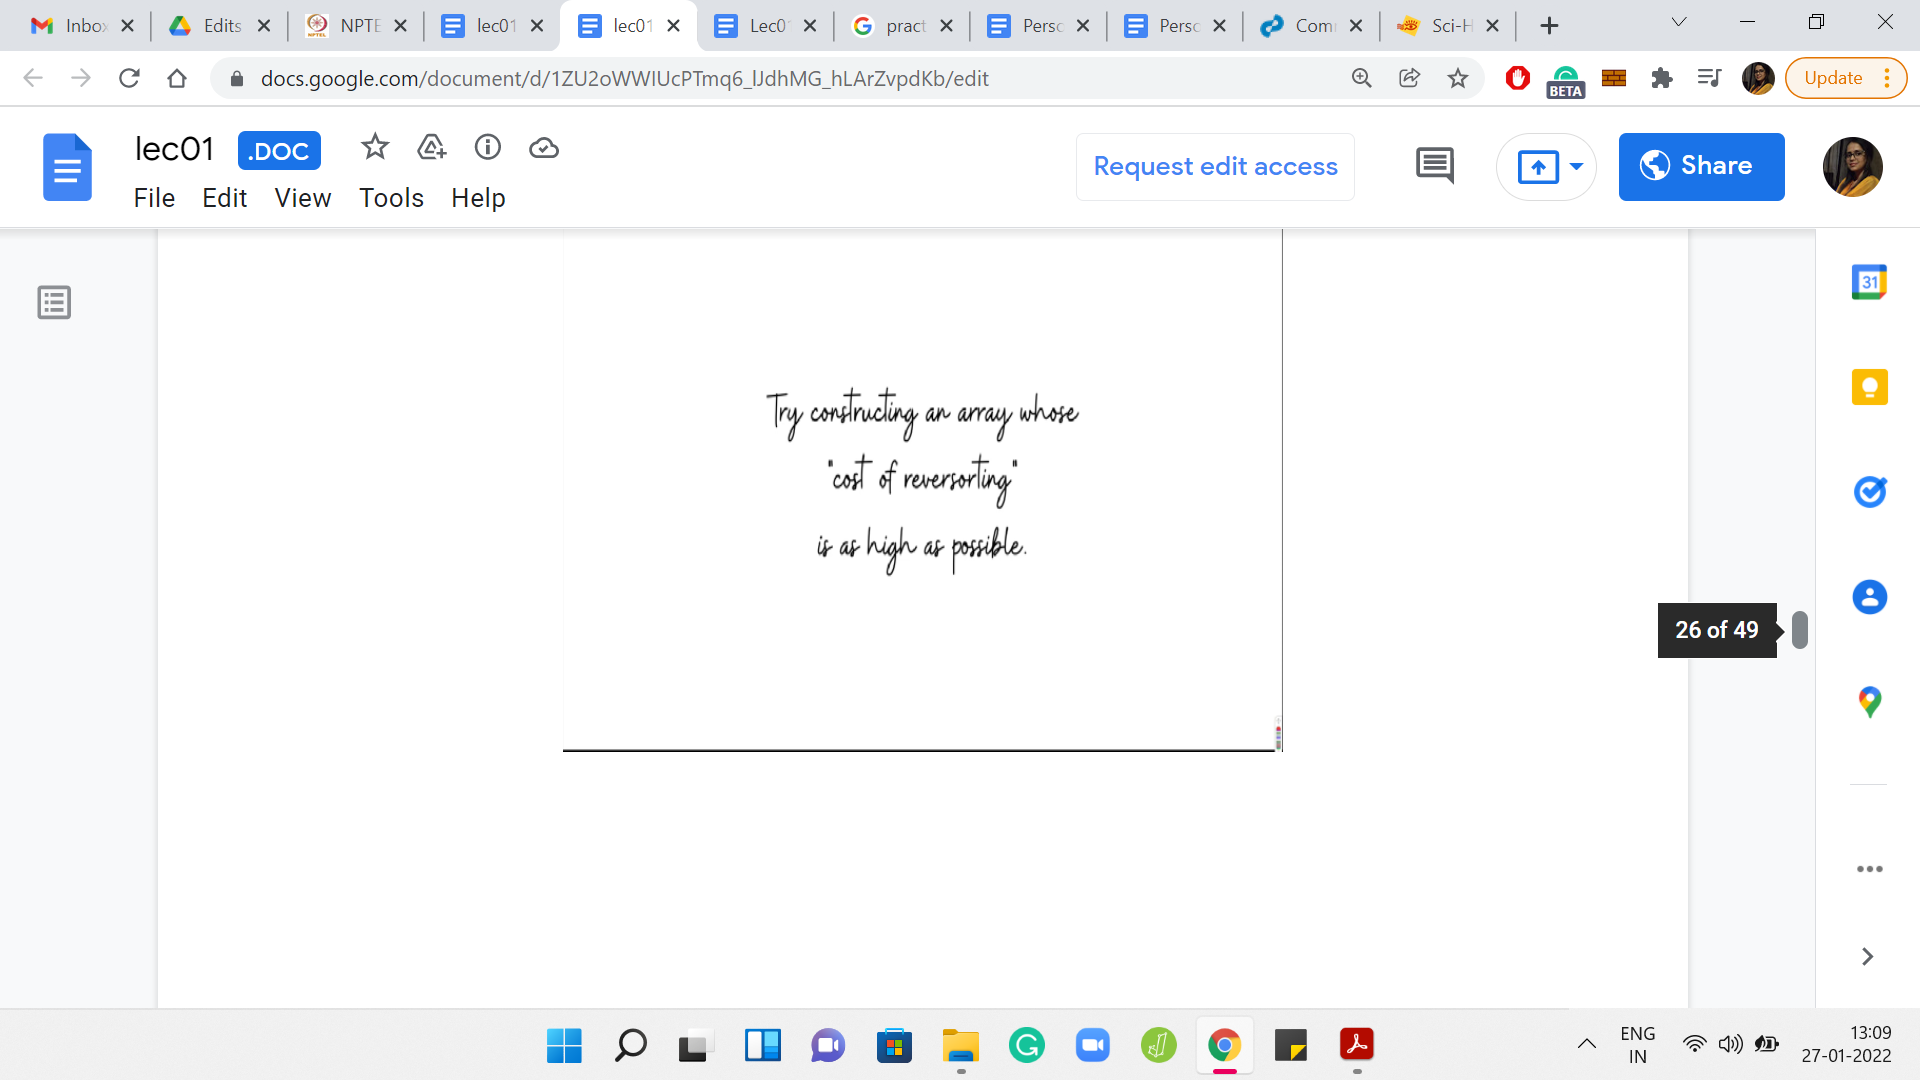 Inbox
Edits
NPTE
lec01
lec01
Lec01
pract
Perso
Perso
Com
Sci-H
docs.google.com/document/d/1ZU2oWWIUcPTmq6_lJdhMG_hLArZvpdKb/edit
BETA
Update
lec01 .DOC
Request edit access
Share
File Edit View Tools Help
31
Try constructing an array whose
"cost of reversorting"
is as high as possible.
26 of 49
ENG
IN
13:09
27-01-2022